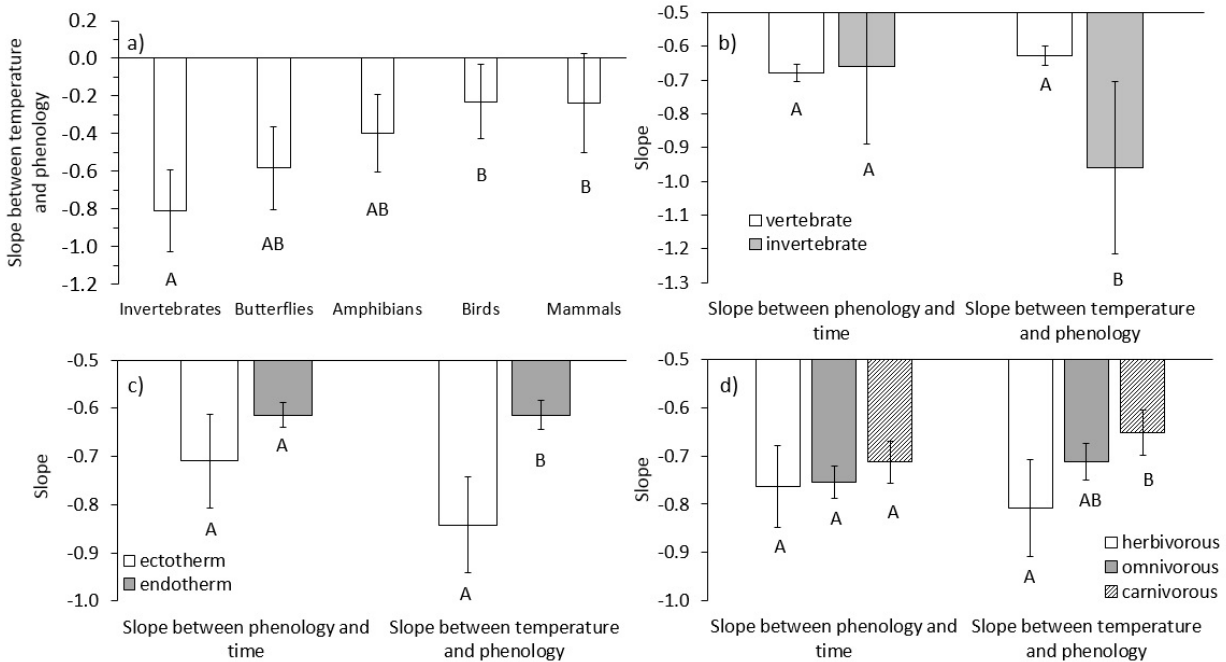 a)
Slope between temperature
and phenology
0.2
0.0
-0.2
-0.4
-0.6
-0.8
-1.0
-1.2
A
AB
AB
B
B
Invertebrates Butterflies Amphibians Birds Mammals
b)
Slope
-0.5
-0.6
-0.7
-0.8
-0.9
-1.0
-1.1
-1.2
-1.3
A
A
A
B
vertebrate
invertebrate
Slope between phenology and
time
Slope between temperature
and phenology
c)
Slope
-0.5
-0.6
-0.7
-0.8
-0.9
-1.0
A
A
A
B
ectotherm
endotherm
Slope between phenology and
time
Slope between temperature
and phenology
d)
Slope
-0.5
-0.6
-0.7
-0.8
-0.9
-1.0
A
A
A
A
AB
B
herbivorous
omnivorous
carnivorous
Slope between phenology and
time
Slope between temperature
and phenology